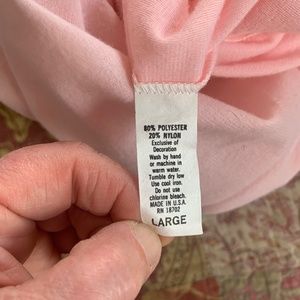 80% POLYESTER
20% NYLON
Exclusive of
Decoration
Wash by hand
or machine in
warm water.
Tumble dry low
Use cool iron.
Do not use
chlorine bleach.
MADE IN U.S.A.
RN 18702
LARGE